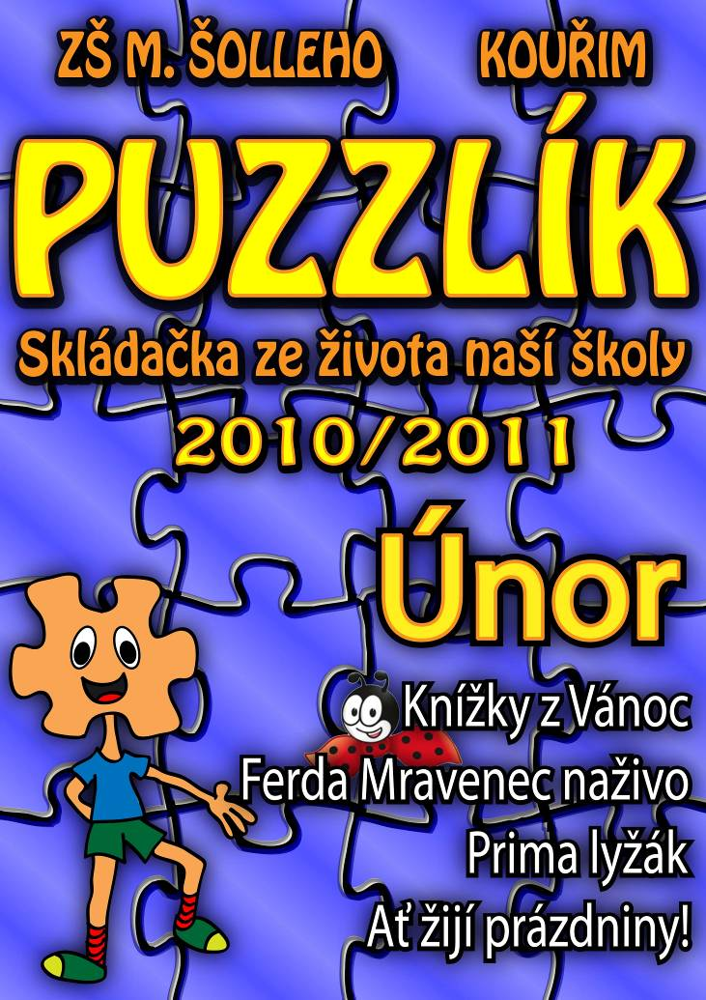 ZŠ M. ŠOLLEHO KOUŘIM
PUZZLÍK
Skládačka ze života naší školy
2010/2011
Únor
Knížky z Vánoc
Ferda Mravenec naživo
Prima lyžák
Ať žijí prázdniny!